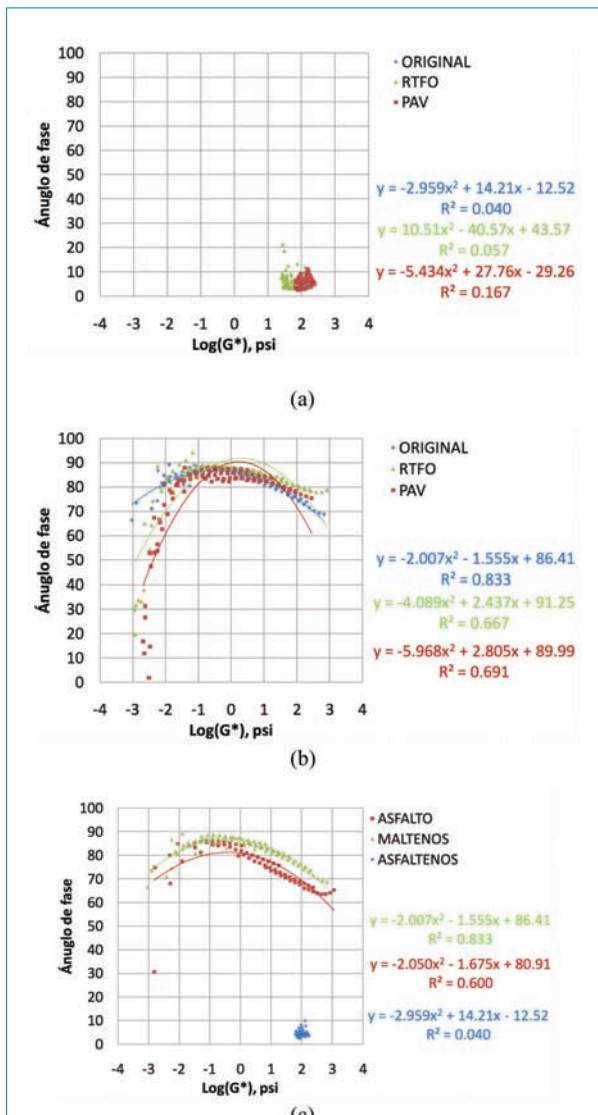 100
90
80
70
60
50
40
30
20
10
0
Ánuglo de fase
ORIGINAL
RTFO
PAV
y = -2.959x² + 14.21x - 12.52
R² = 0.040
y = 10.51x² - 40.57x + 43.57
R² = 0.057
y = -5.434x² + 27.76x - 29.26
R² = 0.167
-4 -3 -2 -1 0 1 2 3 4
Log(G*), psi
(a)
100
90
80
70
60
50
40
30
20
10
0
Ánuglo de fase
ORIGINAL
RTFO
PAV
y = -2.007x² - 1.555x + 86.41
R² = 0.833
y = -4.089x² + 2.437x + 91.25
R² = 0.667
y = -5.968x² + 2.805x + 89.99
R² = 0.691
-4 -3 -2 -1 0 1 2 3 4
Log(G*), psi
(b)
100
90
80
70
60
50
40
30
20
10
0
Ánuglo de fase
ASFALTO
MALTENOS
ASFALTENOS
y = -2.007x² - 1.555x + 86.41
R² = 0.833
y = -2.050x² - 1.675x + 80.91
R² = 0.600
y = -2.959x² + 14.21x - 12.52
R² = 0.040
-4 -3 -2 -1 0 1 2 3 4
Log(G*), psi
(c)